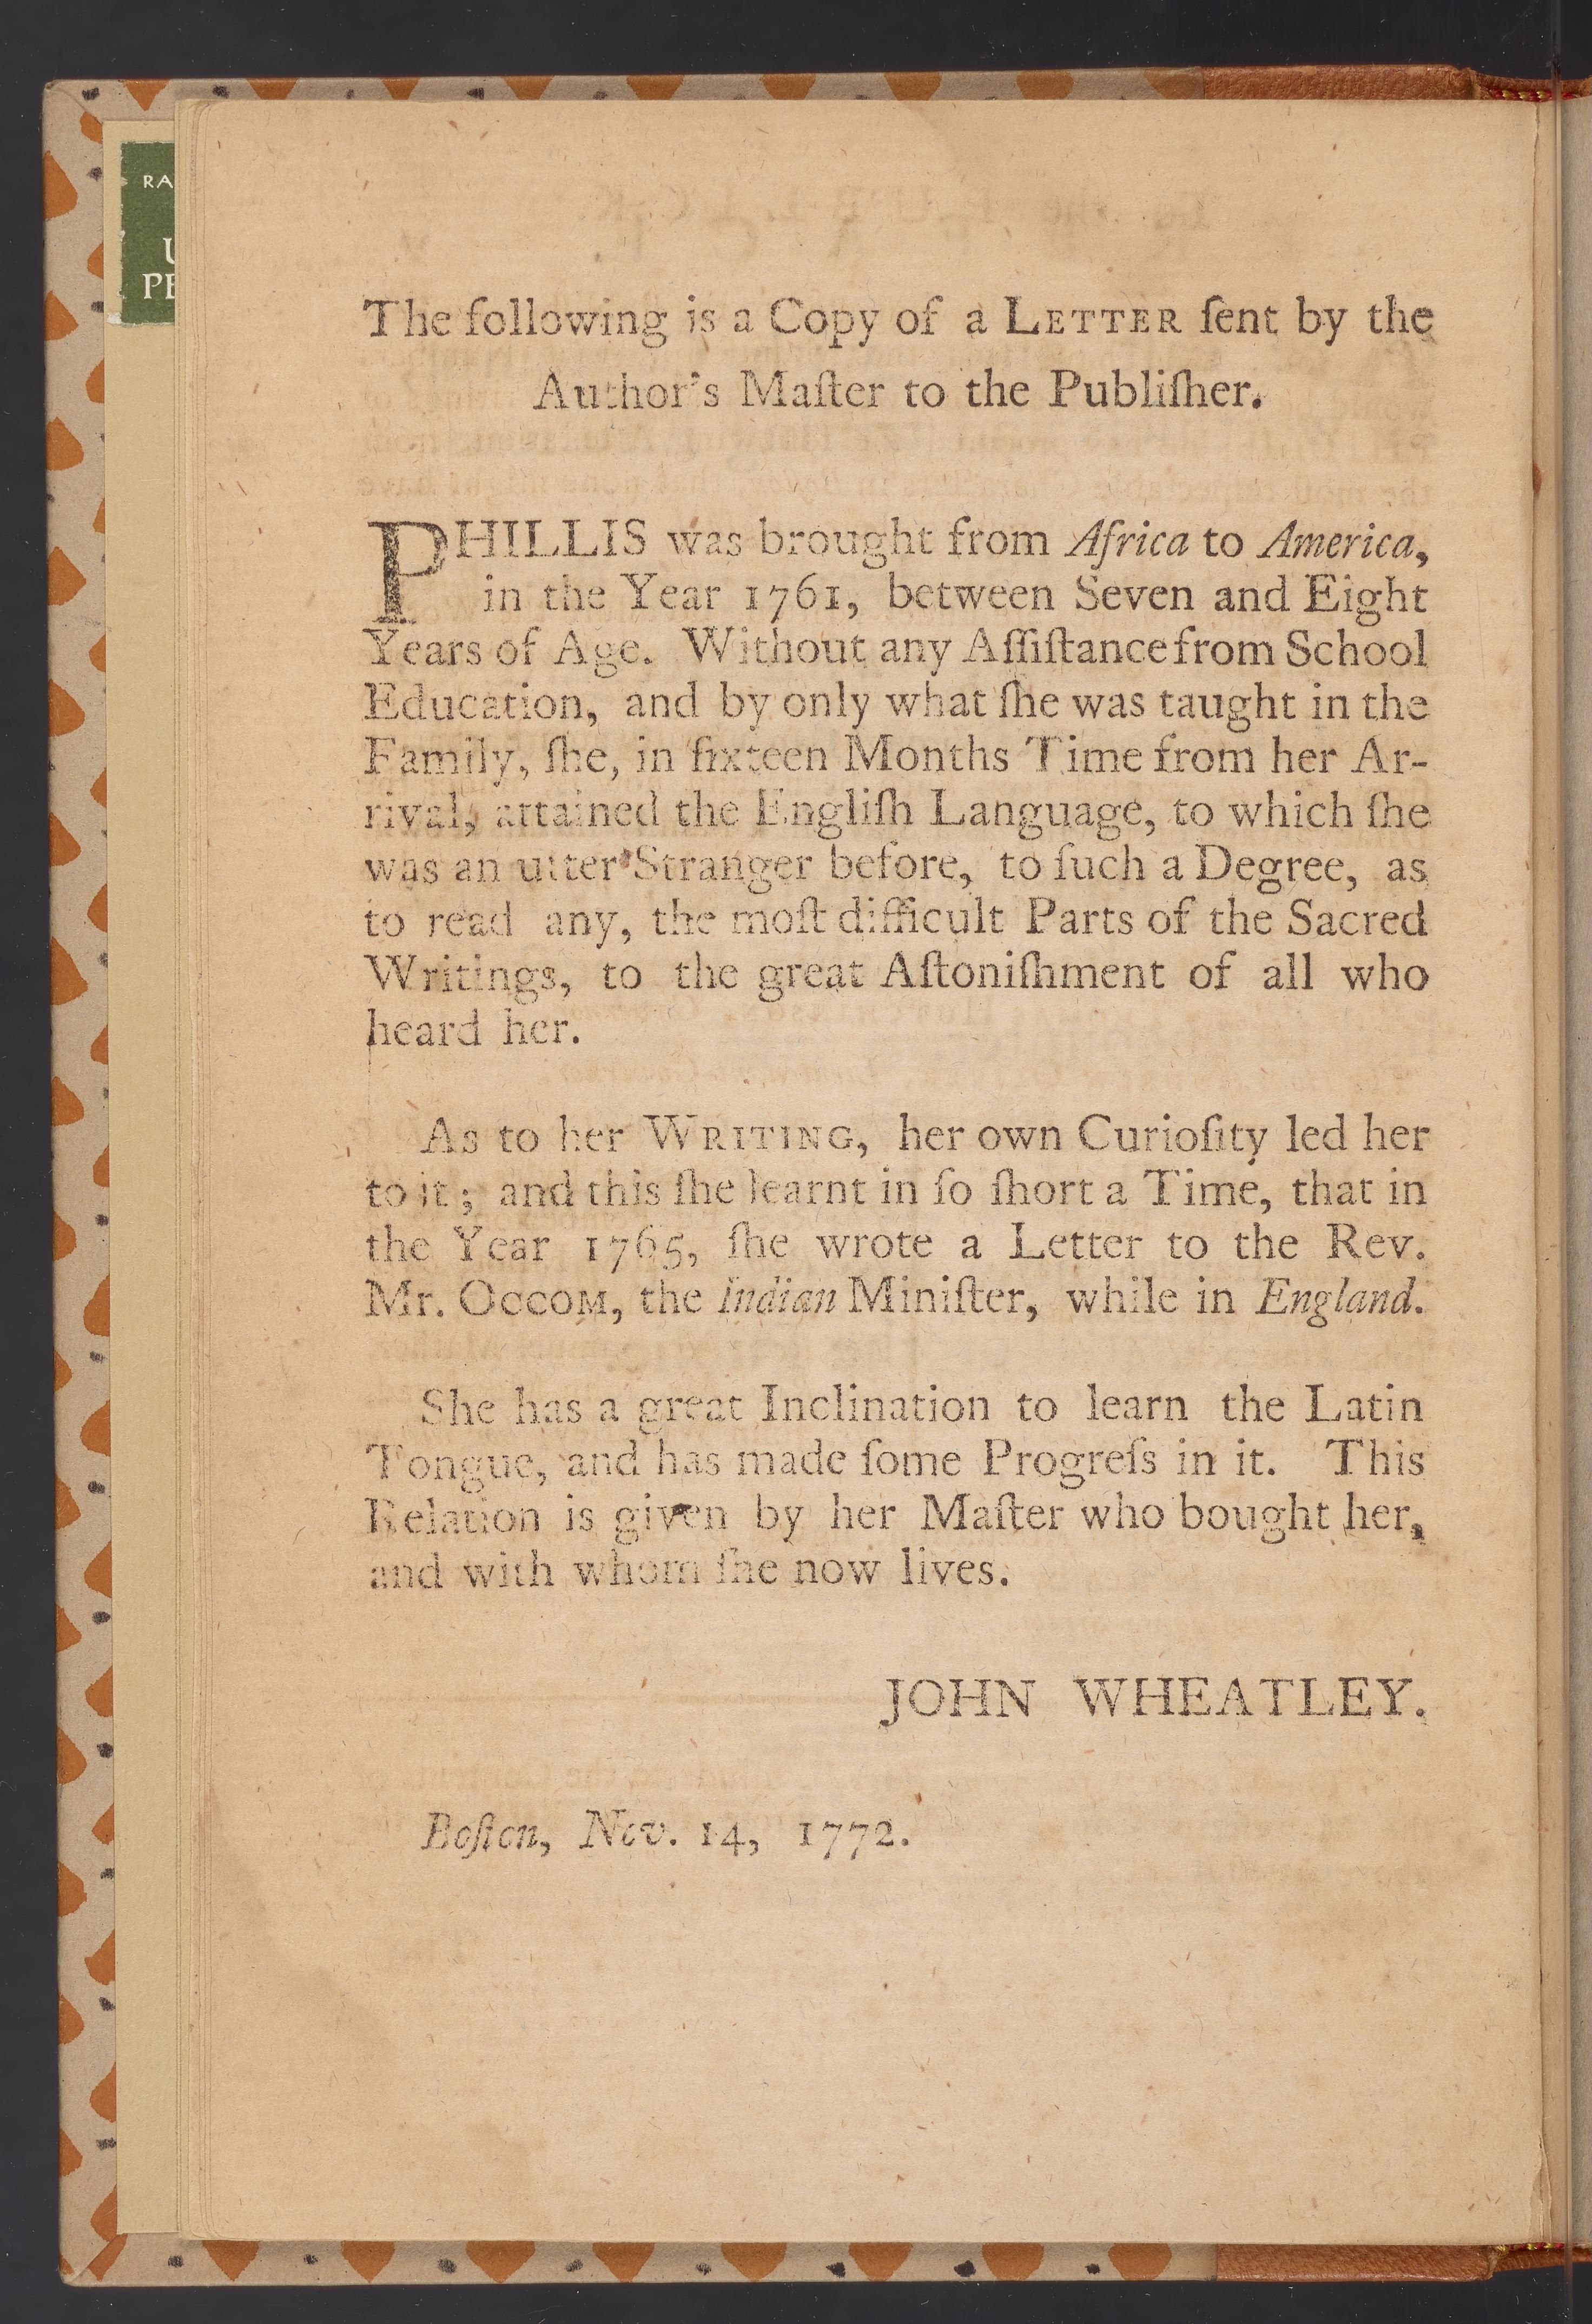 RA
U
PE
The following is a Copy of a LETTER ſent by the
Author's Maſter to the Publiſher.
PHILLIS was brought from Africa to America,
in the Year 1761, between Seven and Eight
Years of Age. Without any Aſſiſtance from School
Education, and by only what ſhe was taught in the
Family, ſhe, in ſixteen Months Time from her Ar-
rival, attained the Engliſh Language, to which ſhe
was an utter Stranger before, to ſuch a Degree, as
to read any, the moſt difficult Parts of the Sacred
Writings, to the great Aſtoniſhment of all who
heard her.
As to her WRITING, her own Curioſity led her
to it; and this ſhe learnt in ſo ſhort a Time, that in
the Year 1765, ſhe wrote a Letter to the Rev.
Mr. OCCOM, the Indian Miniſter, while in England.
She has a great Inclination to learn the Latin
Tongue, and has made ſome Progreſs in it. This
Relation is given by her Maſter who bought her,
and with whom ſhe now lives.
JOHN WHEATLEY.
Boſton, Nov. 14, 1772.